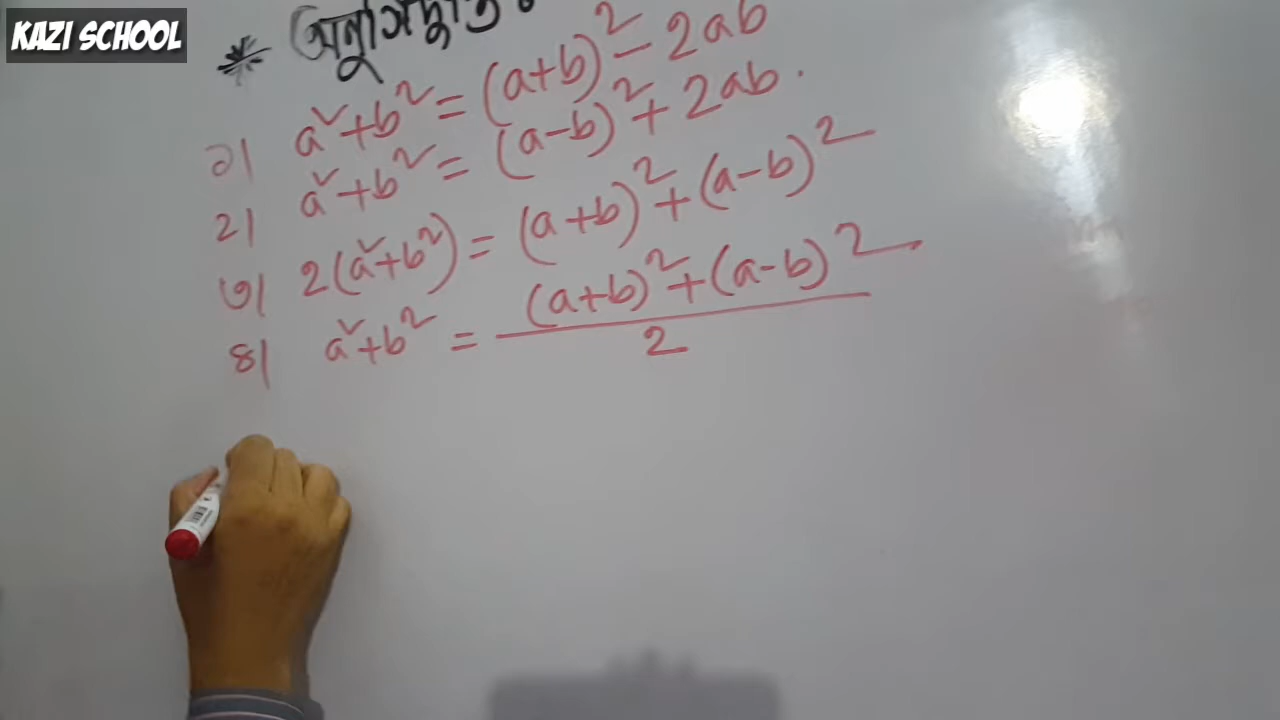 KAZI SCHOOL
* অনুসিদ্ধান্ত:
১। a²+b² = (a+b)² - 2ab
২। a²+b² = (a-b)² + 2ab.
৩। 2(a²+b²) = (a+b)² + (a-b)²
৪। a²+b² = (a+b)² + (a-b)² / 2